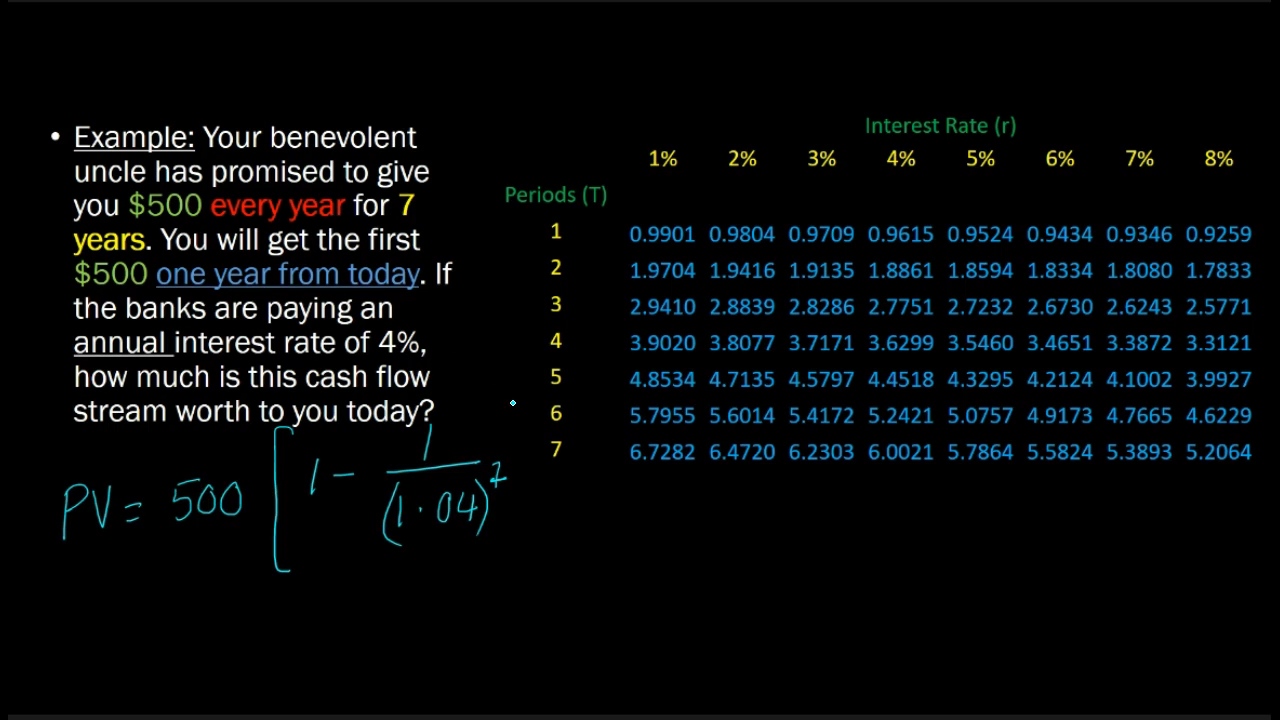 • Example: Your benevolent
uncle has promised to give
you $500 every year for 7
years. You will get the first
$500 one year from today. If
the banks are paying an
annual interest rate of 4%,
how much is this cash flow
stream worth to you today?
PV = 500 [ 1 - 1
(1.04)^7
Interest Rate (r)
1% 2% 3% 4% 5% 6% 7% 8%
Periods (T)
1 0.9901 0.9804 0.9709 0.9615 0.9524 0.9434 0.9346 0.9259
2 1.9704 1.9416 1.9135 1.8861 1.8594 1.8334 1.8080 1.7833
3 2.9410 2.8839 2.8286 2.7751 2.7232 2.6730 2.6243 2.5771
4 3.9020 3.8077 3.7171 3.6299 3.5460 3.4651 3.3872 3.3121
5 4.8534 4.7135 4.5797 4.4518 4.3295 4.2124 4.1002 3.9927
6 5.7955 5.6014 5.4172 5.2421 5.0757 4.9173 4.7665 4.6229
7 6.7282 6.4720 6.2303 6.0021 5.7864 5.5824 5.3893 5.2064